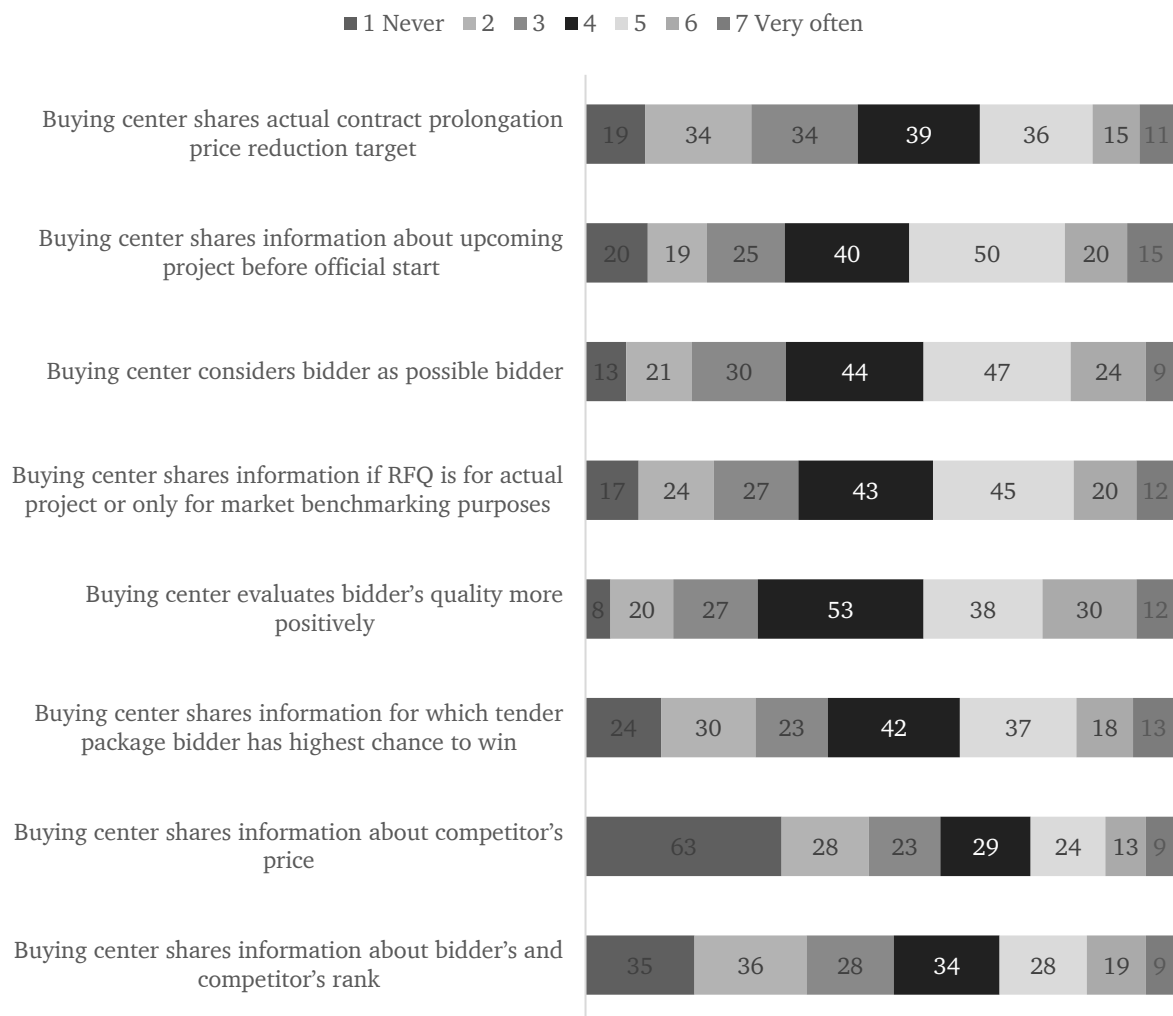 1 Never 2 3 4 5 6 7 Very often
Buying center shares actual contract prolongation
price reduction target
19 34 34 39 36 15 11
Buying center shares information about upcoming
project before official start
20 19 25 40 50 20 15
Buying center considers bidder as possible bidder
13 21 30 44 47 24 9
Buying center shares information if RFQ is for actual
project or only for market benchmarking purposes
17 24 27 43 45 20 12
Buying center evaluates bidder’s quality more
positively
8 20 27 53 38 30 12
Buying center shares information for which tender
package bidder has highest chance to win
24 30 23 42 37 18 13
Buying center shares information about competitor’s
price
63 28 23 29 24 13 9
Buying center shares information about bidder’s and
competitor’s rank
35 36 28 34 28 19 9